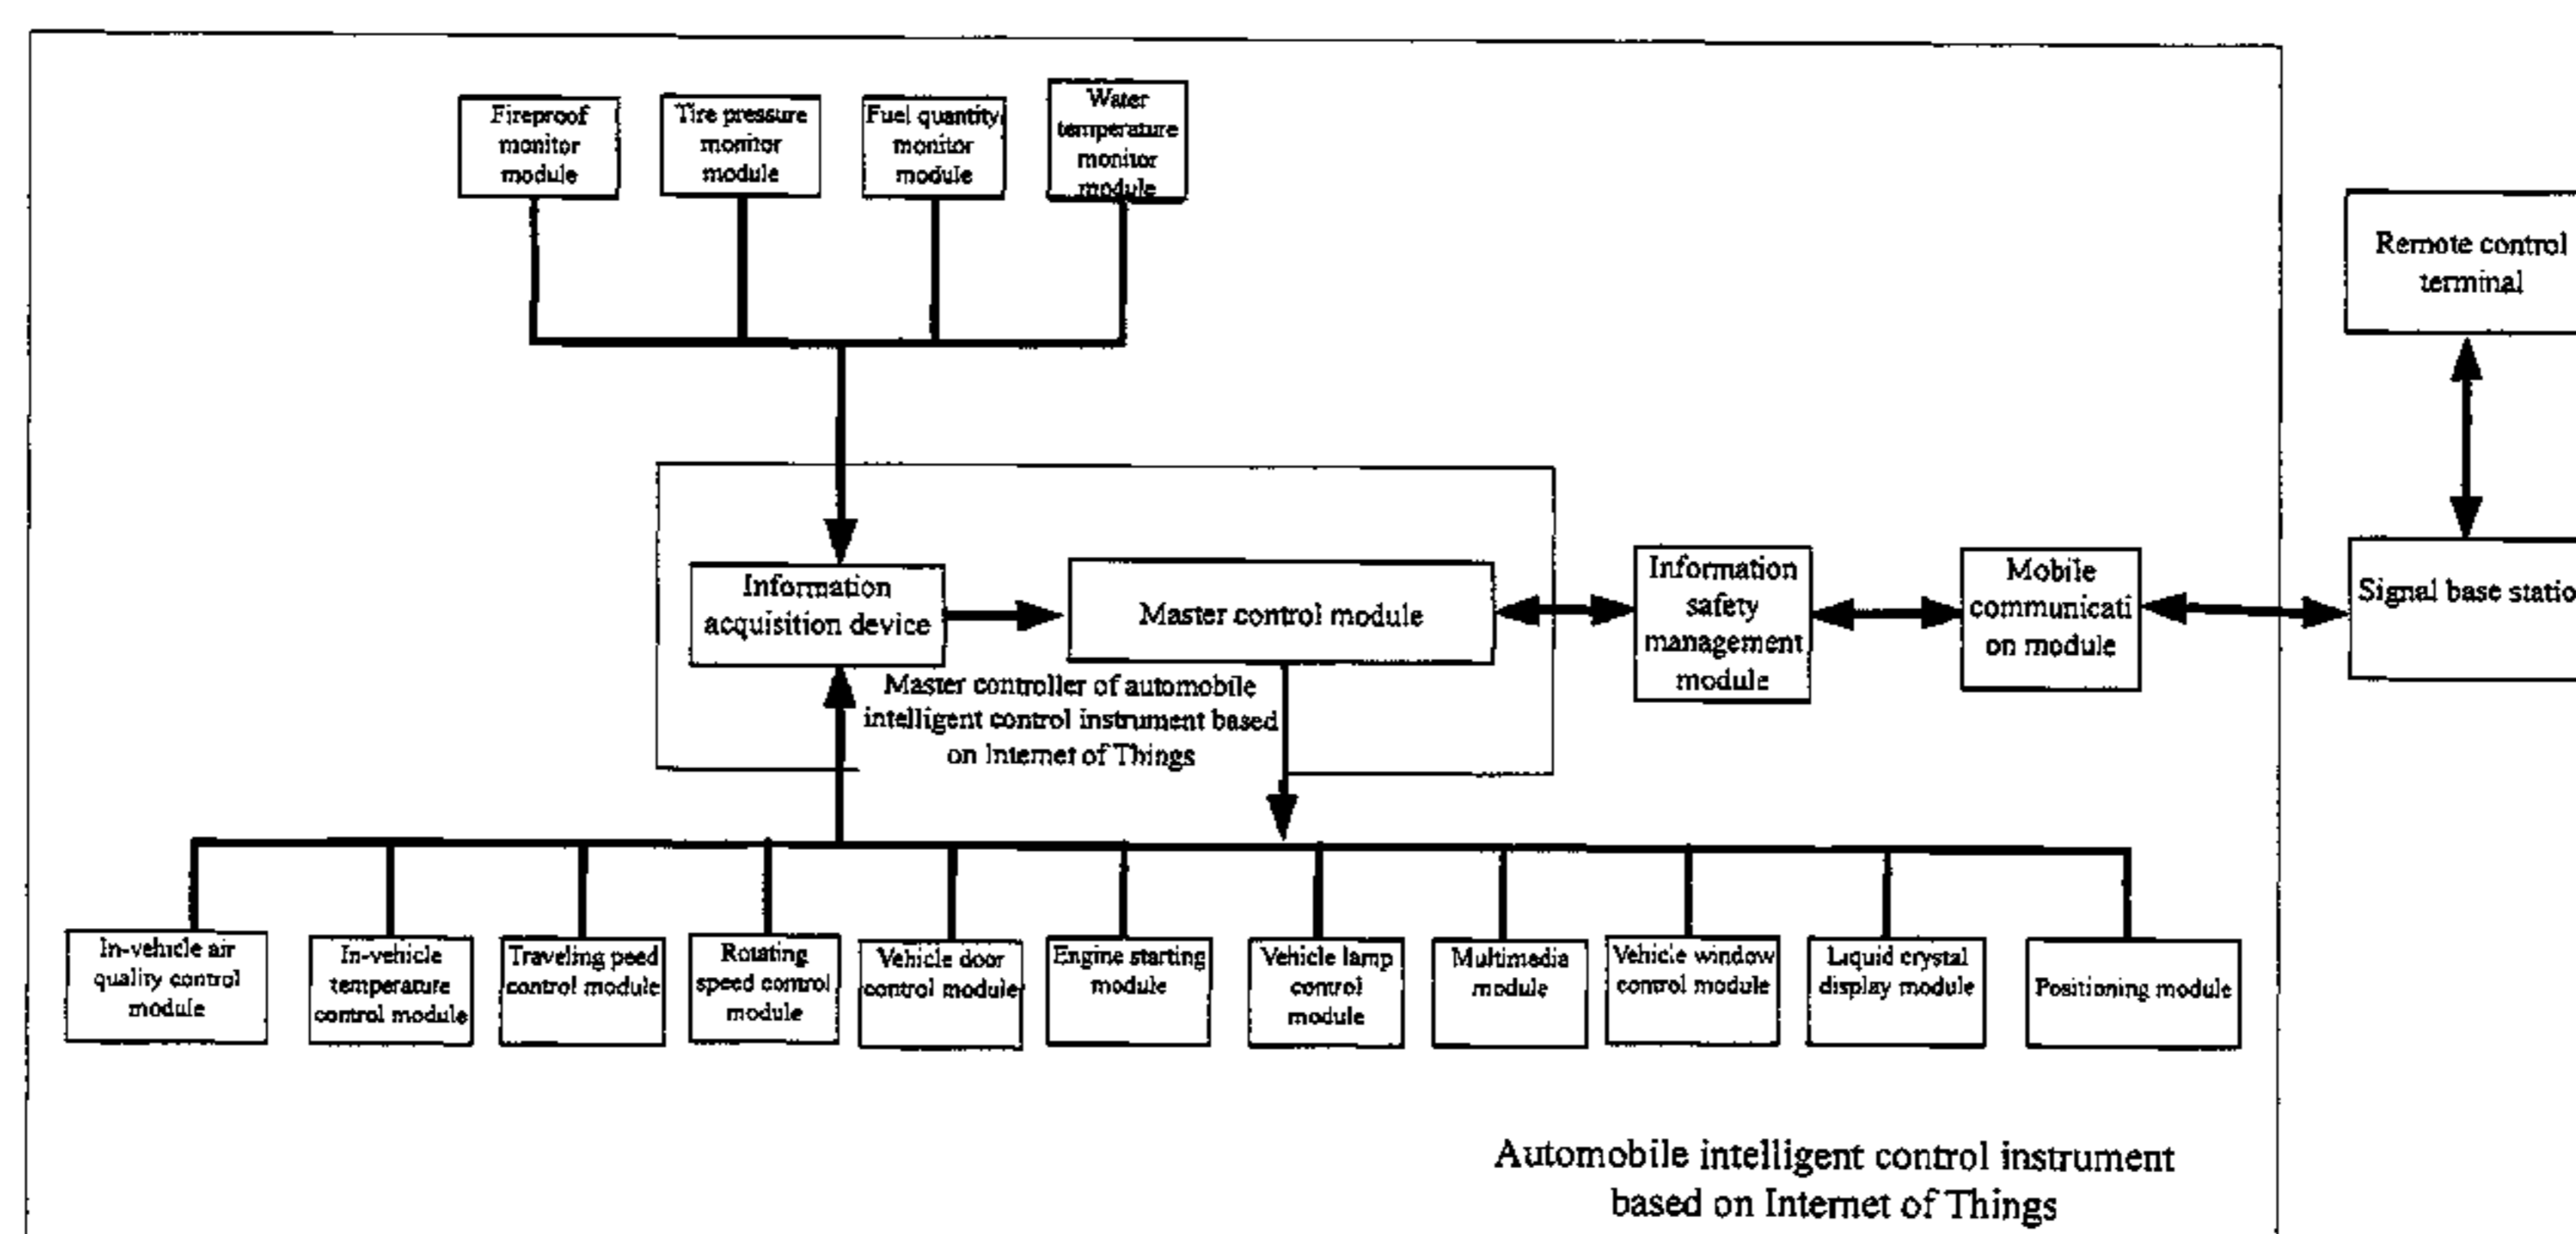 Fireproof
monitor
module
Tire pressure
monitor
module
Fuel quantity
monitor
module
Water
temperature
monitor
module
Remote control
terminal
Information
acquisition device
Master control module
Information
safety
management
module
Mobile
communicati
on module
Signal base statio
Master controller of automobile
intelligent control instrument based
on Internet of Things
In-vehicle air
quality control
module
In-vehicle
temperature
control module
Traveling peed
control module
Rotating
speed control
module
Vehicle door
control module
Engine starting
module
Vehicle lamp
control
module
Multimedia
module
Vehicle window
control module
Liquid crystal
display module
Positioning module
Automobile intelligent control instrument
based on Internet of Things